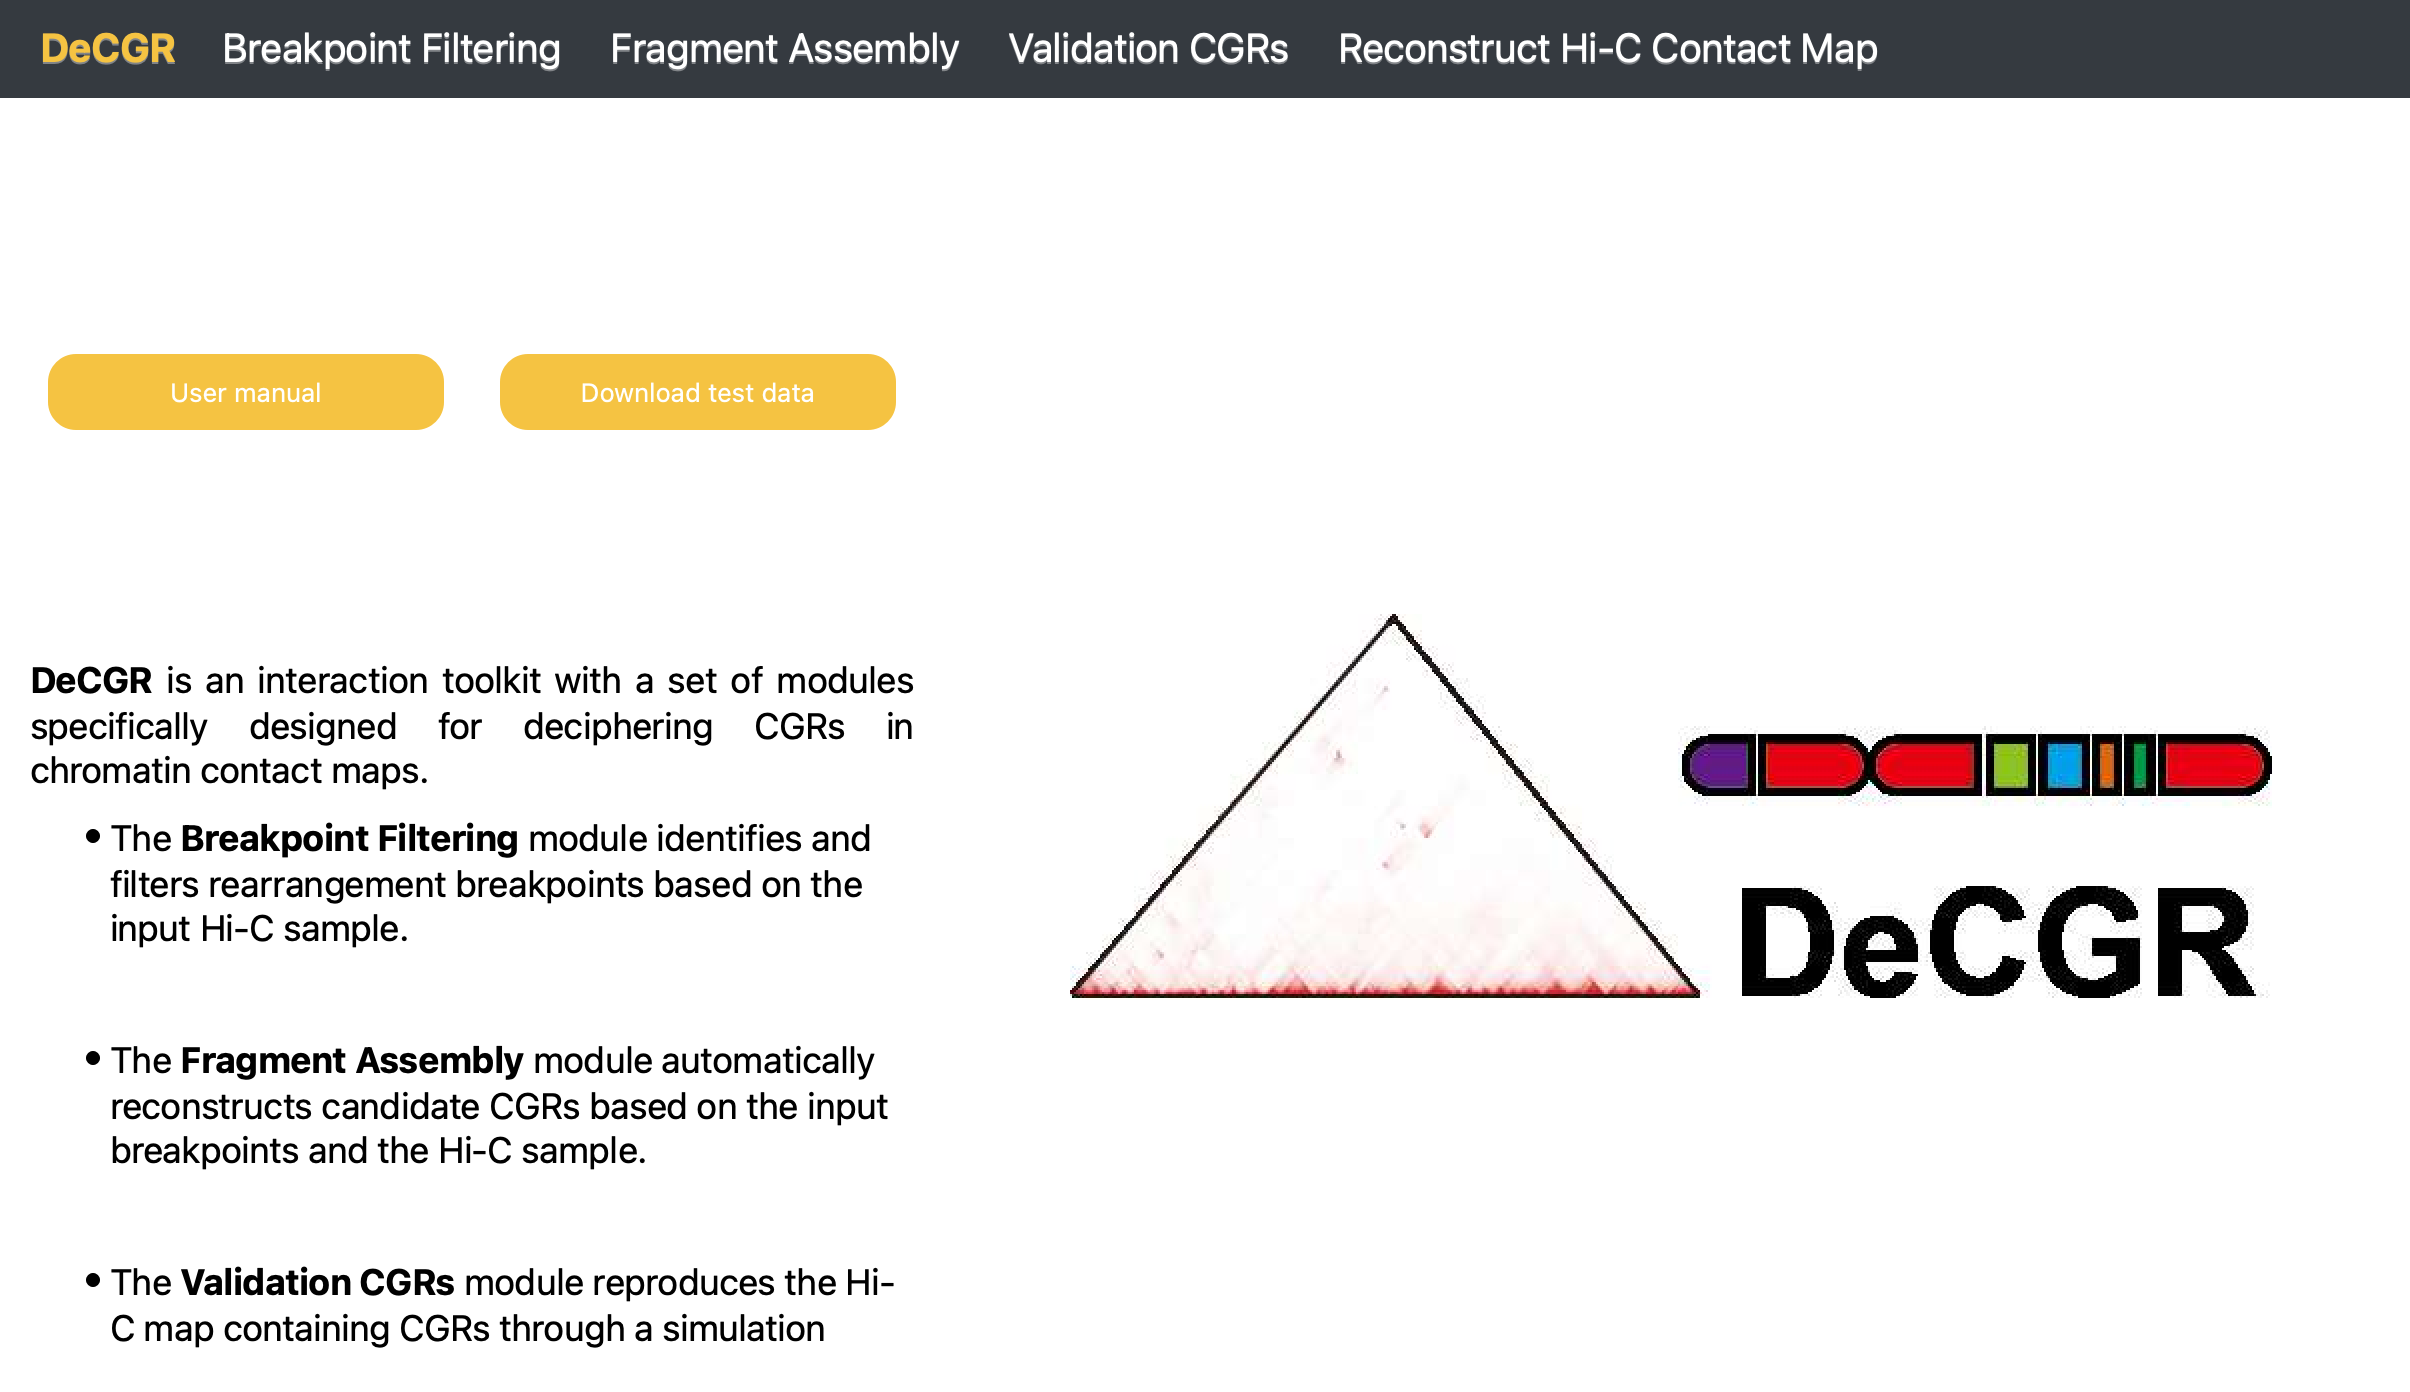 DeCGR Breakpoint Filtering Fragment Assembly Validation CGRs Reconstruct Hi-C Contact Map
User manual Download test data
DeCGR is an interaction toolkit with a set of modules
specifically designed for deciphering CGRs in
chromatin contact maps.
• The Breakpoint Filtering module identifies and
filters rearrangement breakpoints based on the
input Hi-C sample.
• The Fragment Assembly module automatically
reconstructs candidate CGRs based on the input
breakpoints and the Hi-C sample.
• The Validation CGRs module reproduces the Hi-
C map containing CGRs through a simulation
DeCGR